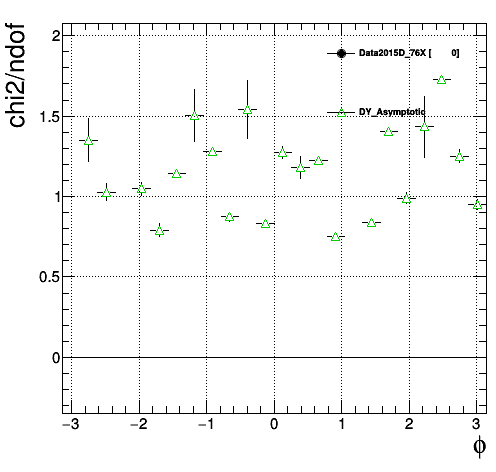 chi2/ndof
2
Data2015D_76X [ 0]
1.5
DY_Asymptotic
1
0.5
0
−3 −2 −1 0 1 2 3
ϕ